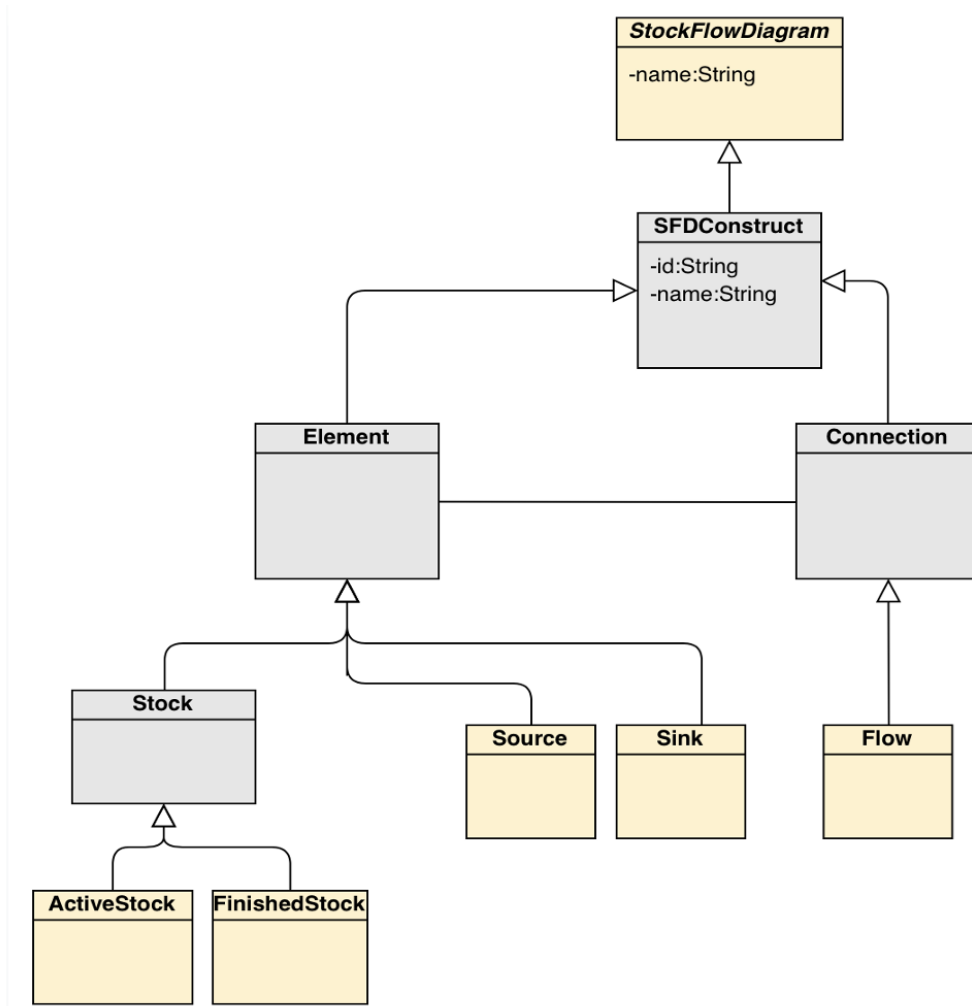 StockFlowDiagram
-name:String
SFDConstruct
-id:String
-name:String
Element
Connection
Stock
Source
Sink
Flow
ActiveStock
FinishedStock